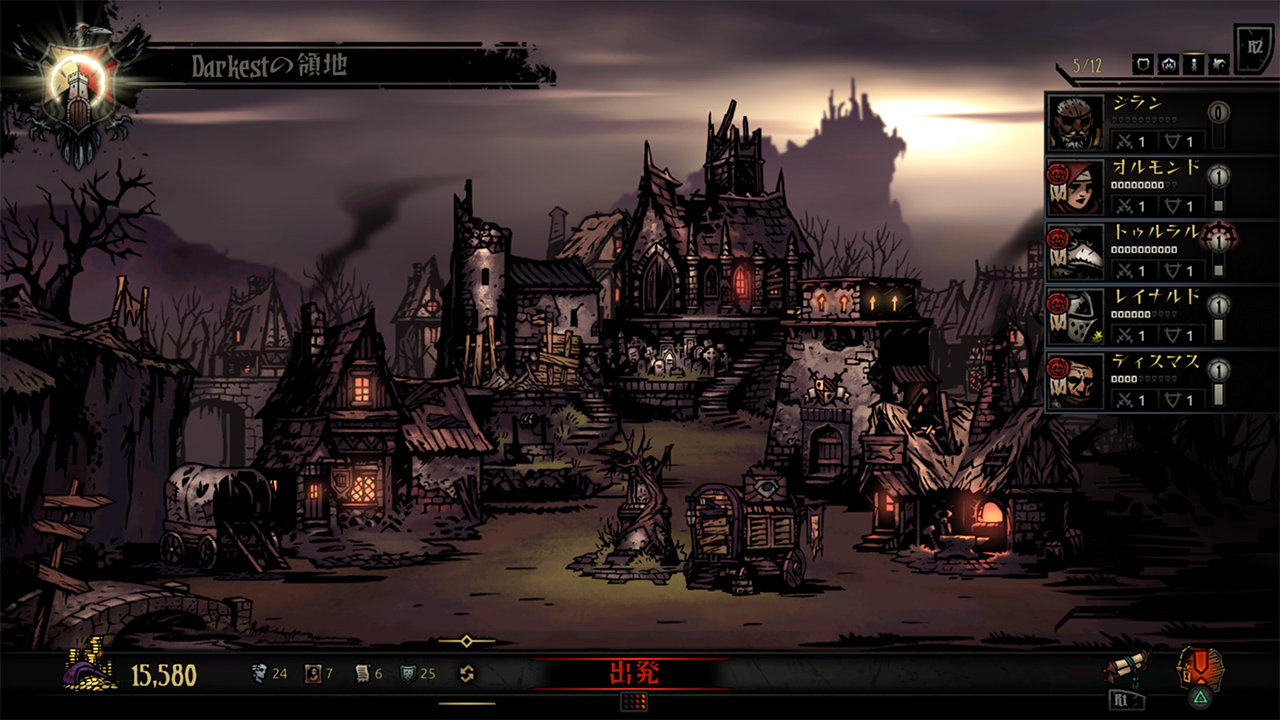 Darkestの領地
R2
5/12
ジラン
0
1 1
オルモンド
1
1 1
トゥルラル
1
1 1
レイナルド
1
1 1
ディスマス
1
1 1
15,580
24 7 6 25
出発
R1